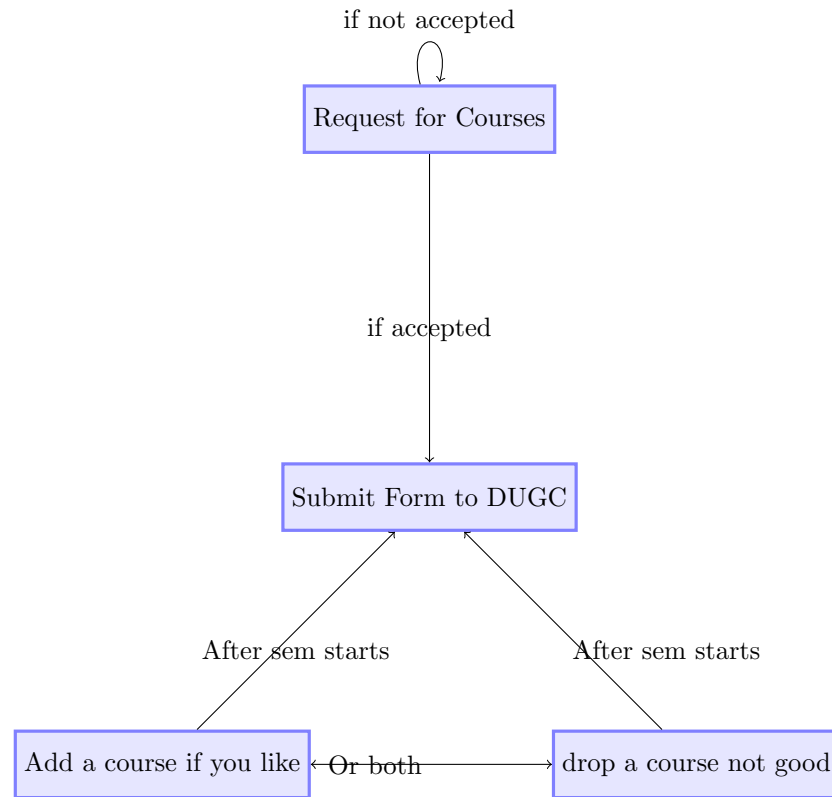 if not accepted
Request for Courses
if accepted
Submit Form to DUGC
After sem starts
After sem starts
Add a course if you like
Or both
drop a course not good